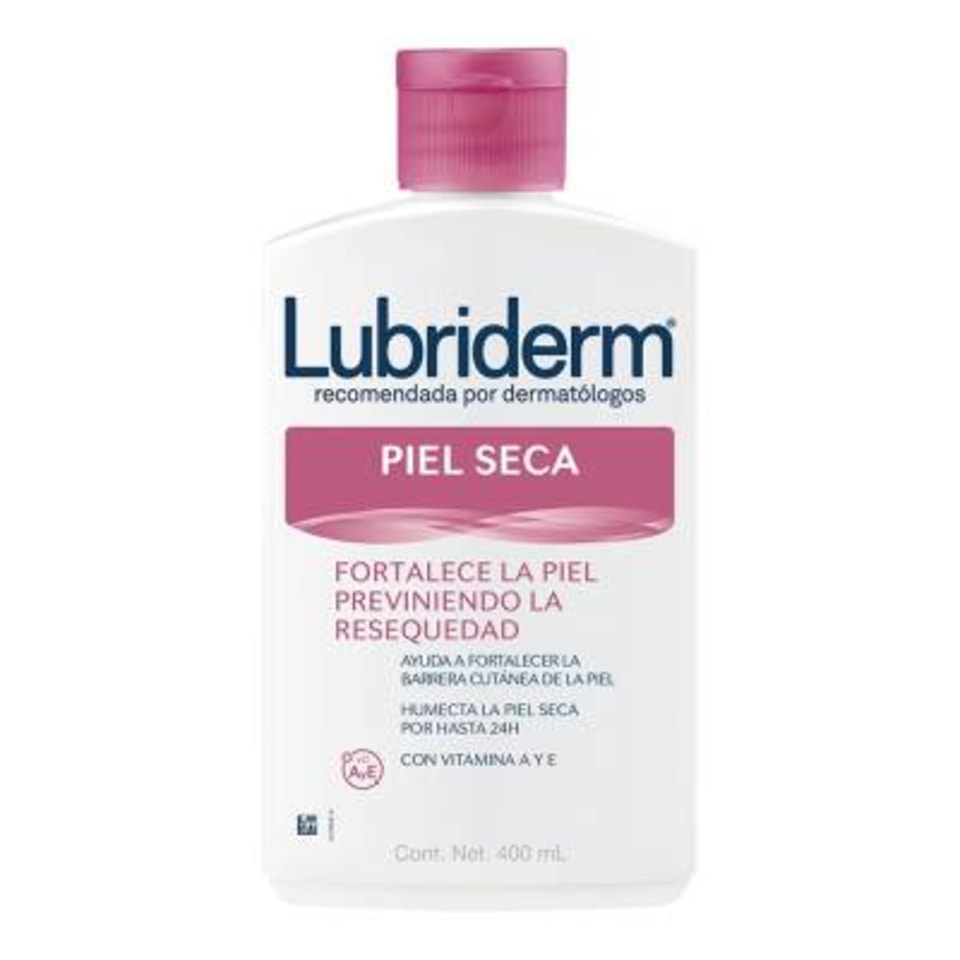 Lubriderm®
recomendada por dermatólogos
PIEL SECA
FORTALECE LA PIEL
PREVINIENDO LA
RESEQUEDAD
AYUDA A FORTALECER LA
BARRERA CUTÁNEA DE LA PIEL
HUMECTA LA PIEL SECA
POR HASTA 24H
CON VITAMINA A Y E
AyE
Cont. Net. 400 mL